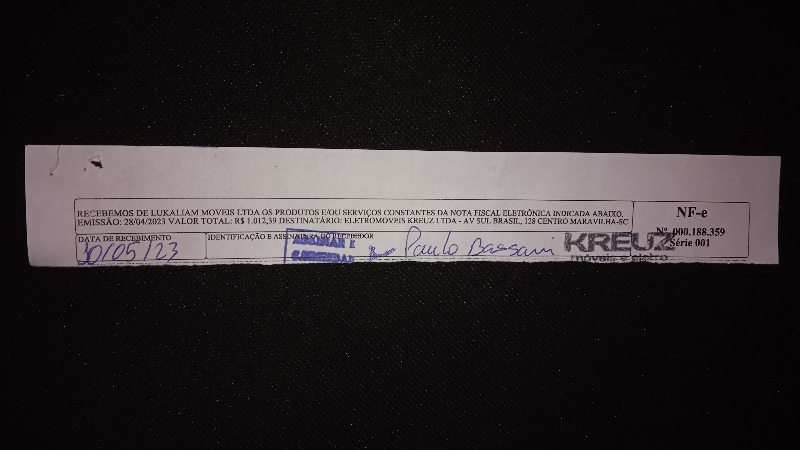 RECEBEMOS DE LUKALIAM MOVEIS LTDA OS PRODUTOS E/OU SERVIÇOS CONSTANTES DA NOTA FISCAL ELETRÔNICA INDICADA ABAIXO.
EMISSÃO: 28/04/2023 VALOR TOTAL: R$ 1.012,39 DESTINATÁRIO: ELETROMOVEIS KREUZ LTDA - AV SUL BRASIL, 128 CENTRO MARAVILHA-SC
NF-e
Nº. 000.188.359
Série 001
DATA DE RECEBIMENTO
IDENTIFICAÇÃO E ASSINATURA DO RECEBEDOR
30/05/23
ASSINAR E
CARIMBAR
Paulo Bassani
KREUZ
móveis e eletro